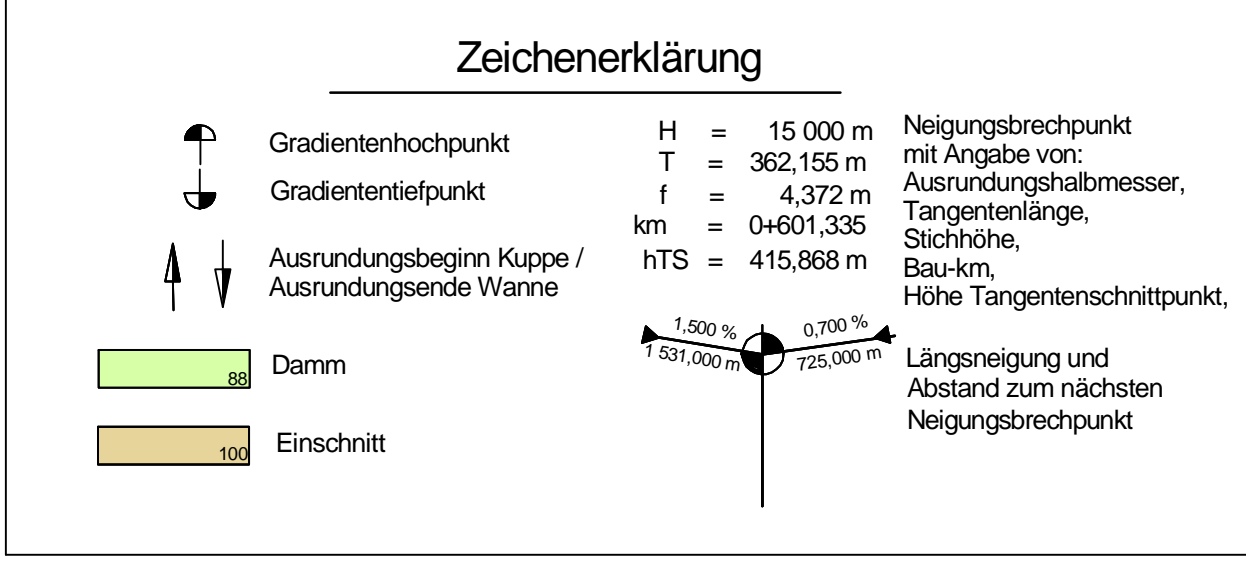 Zeichenerklärung
Gradientenhochpunkt
Gradiententiefpunkt
Ausrundungsbeginn Kuppe /
Ausrundungsende Wanne
88
Damm
100
Einschnitt
H = 15 000 m
T = 362,155 m
f = 4,372 m
km = 0+601,335
hTS = 415,868 m
Neigungsbrechpunkt
mit Angabe von:
Ausrundungshalbmesser,
Tangentenlänge,
Stichhöhe,
Bau-km,
Höhe Tangentenschnittpunkt,
1,500 %
1 531,000 m
0,700 %
725,000 m
Längsneigung und
Abstand zum nächsten
Neigungsbrechpunkt